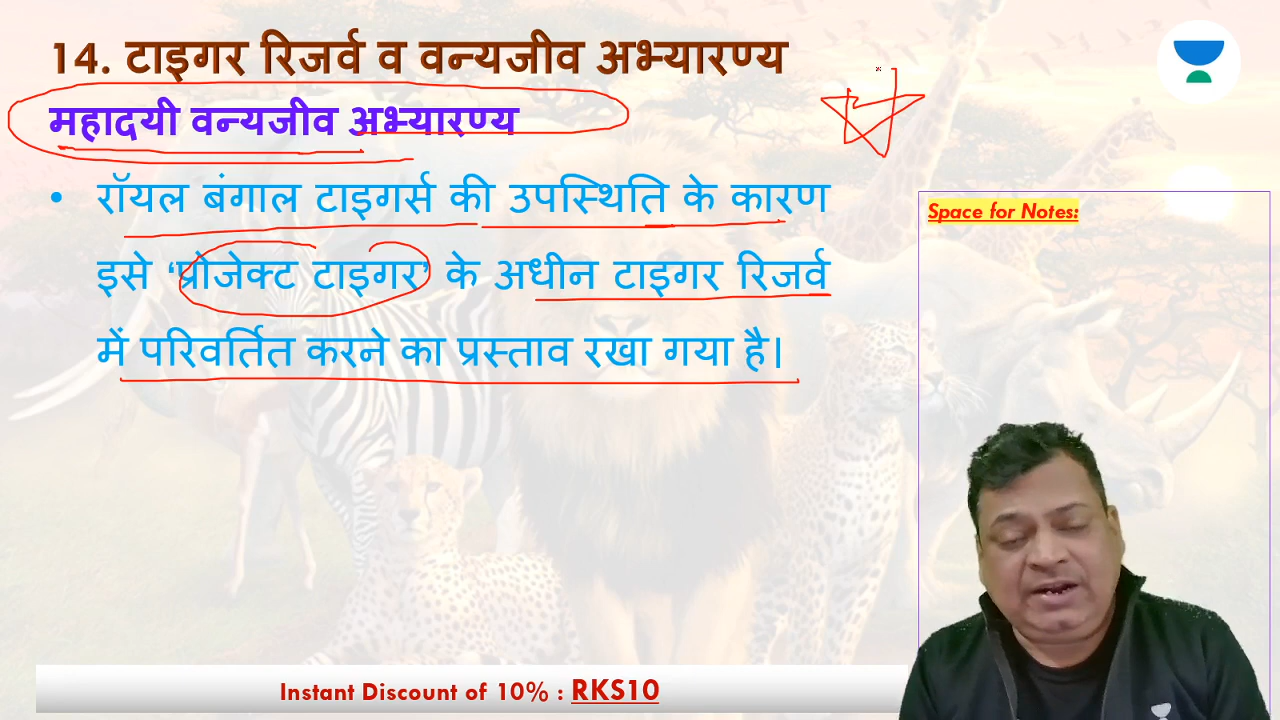 14. टाइगर रिजर्व व वन्यजीव अभ्यारण्य
महादयी वन्यजीव अभ्यारण्य
• रॉयल बंगाल टाइगर्स की उपस्थिति के कारण
इसे ‘प्रोजेक्ट टाइगर’ के अधीन टाइगर रिजर्व
में परिवर्तित करने का प्रस्ताव रखा गया है।
Space for Notes:
Instant Discount of 10% : RKS10